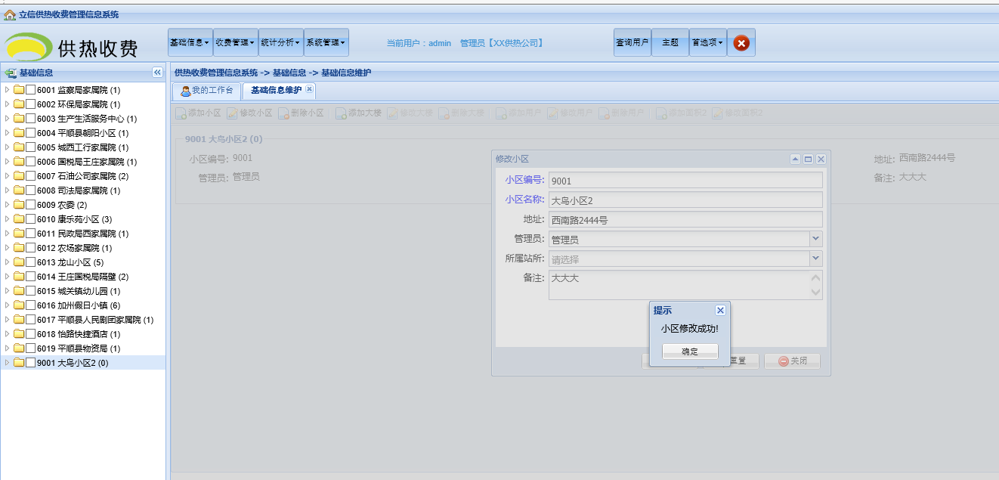 立信供热收费管理信息系统
供热收费
基础信息 收费管理 统计分析 系统管理
当前用户：admin 管理员【XX供热公司】
查询用户 主题 首选项
基础信息
6001 监察局家属院 (1)
6002 环保局家属院 (1)
6003 生产生活服务中心 (1)
6004 平顺县朝阳小区 (1)
6005 城西工行家属院 (1)
6006 国税局王庄家属院 (1)
6007 石油公司家属院 (2)
6008 司法局家属院 (1)
6009 农委 (2)
6010 康乐苑小区 (3)
6011 民政局西家属院 (1)
6012 农场家属院 (1)
6013 龙山小区 (5)
6014 王庄国税局隔壁 (2)
6015 城关镇幼儿园 (1)
6016 加州假日小镇 (6)
6017 平顺县人民剧团家属院 (1)
6018 怡路快捷酒店 (1)
6019 平顺县物资局 (1)
9001 大鸟小区2 (0)
供热收费管理信息系统 -> 基础信息 -> 基础信息维护
我的工作台 基础信息维护
添加小区 修改小区 删除小区 添加大楼 修改大楼 删除大楼 添加用户 修改用户 删除用户 添加面积2 修改面积2
9001 大鸟小区2 (0)
小区编号: 9001
地址: 西南路2444号
管理员: 管理员
备注: 大大大
修改小区
小区编号: 9001
小区名称: 大鸟小区2
地址: 西南路2444号
管理员: 管理员
所属站所: 请选择
备注: 大大大
提示
小区修改成功!
确定
重置 关闭